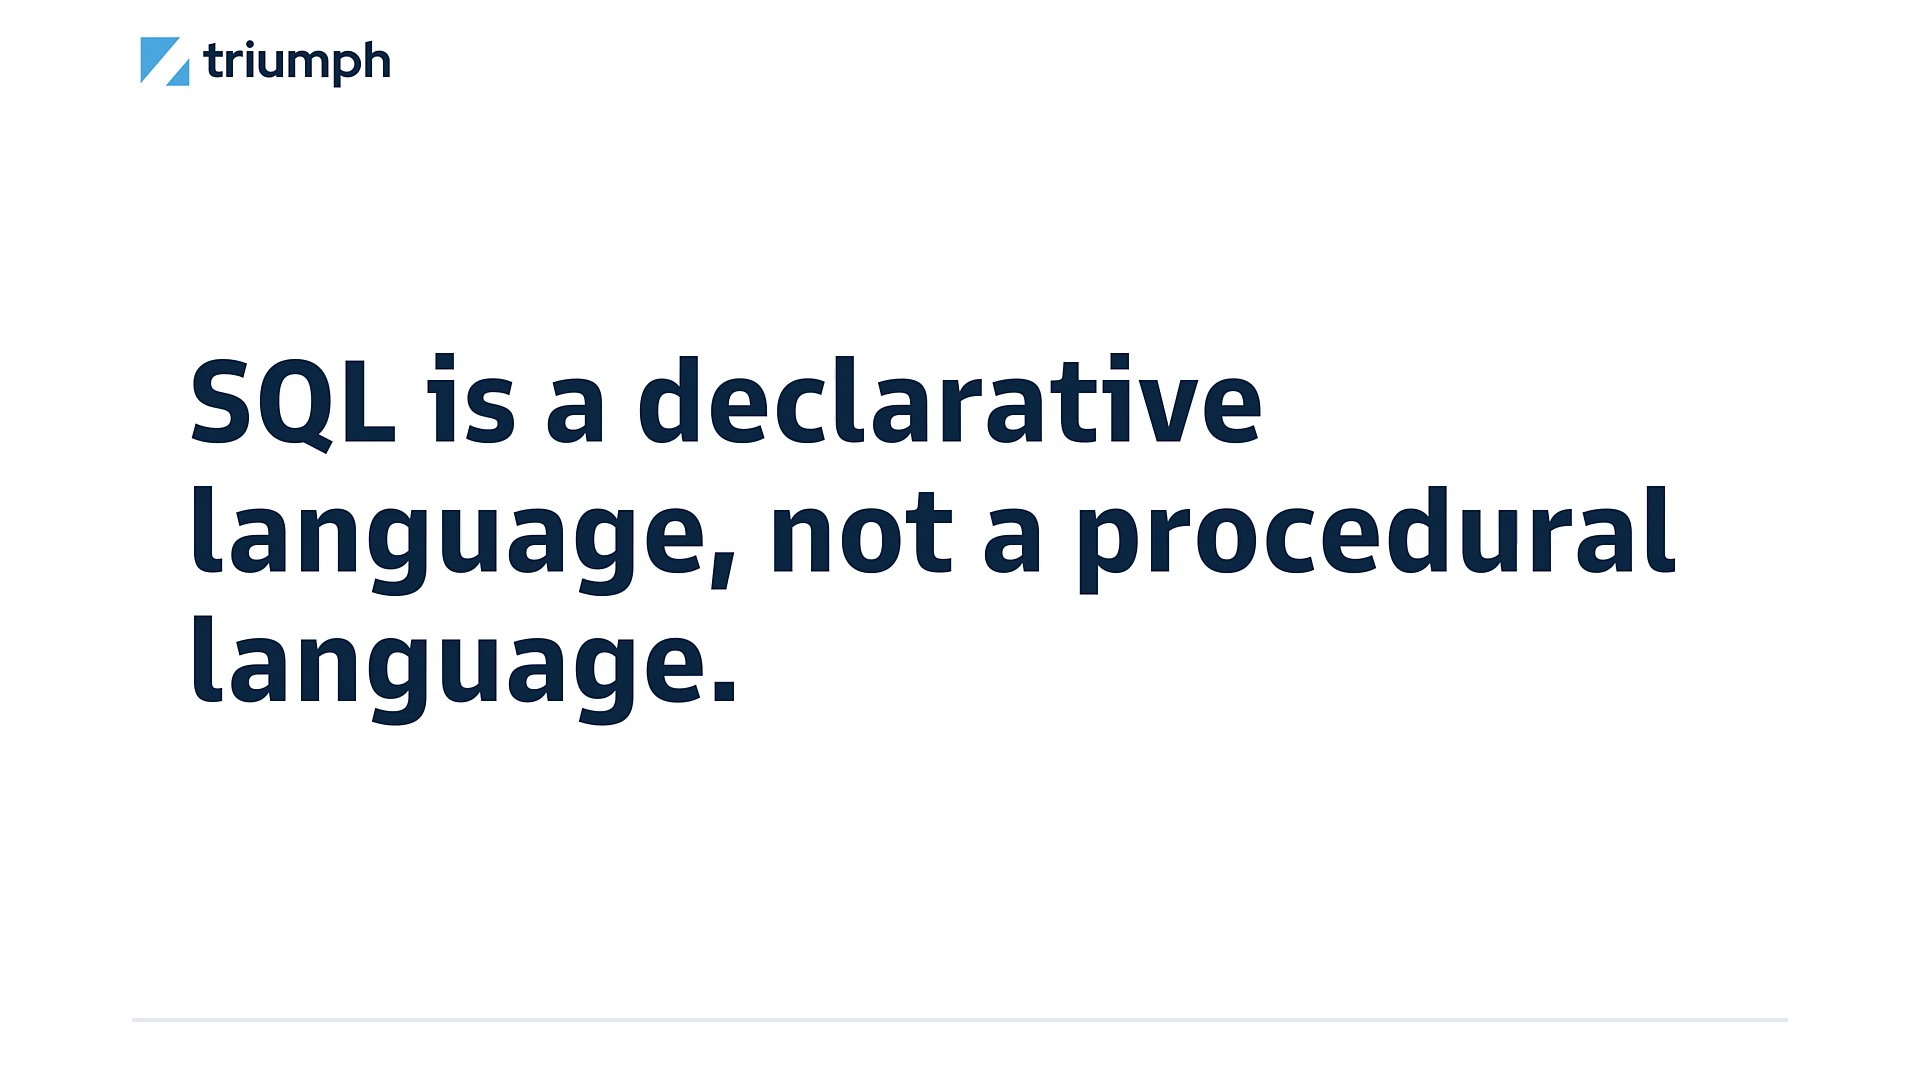 triumph
SQL is a declarative
language, not a procedural
language.